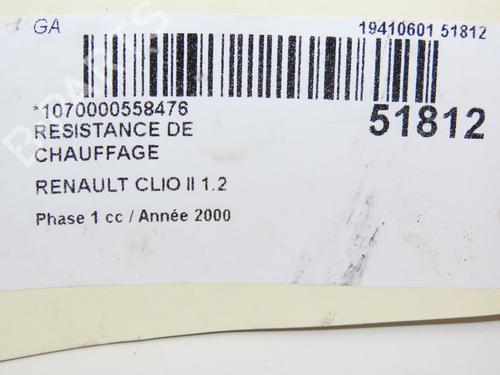 GA
19410601 51812
*1070000558476
RESISTANCE DE
CHAUFFAGE
51812
RENAULT CLIO II 1.2
Phase 1 cc / Année 2000